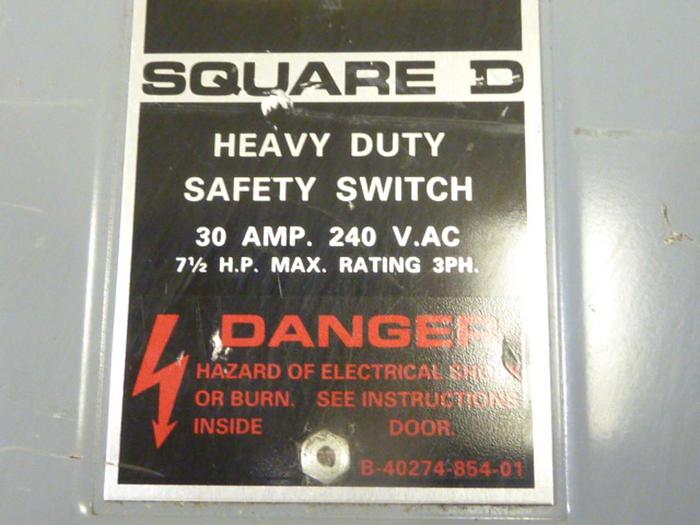 SQUARE D
HEAVY DUTY
SAFETY SWITCH
30 AMP. 240 V.AC
7½ H.P. MAX. RATING 3PH.
DANGER
HAZARD OF ELECTRICAL SHOCK
OR BURN. SEE INSTRUCTIONS
INSIDE DOOR.
B-40274-854-01